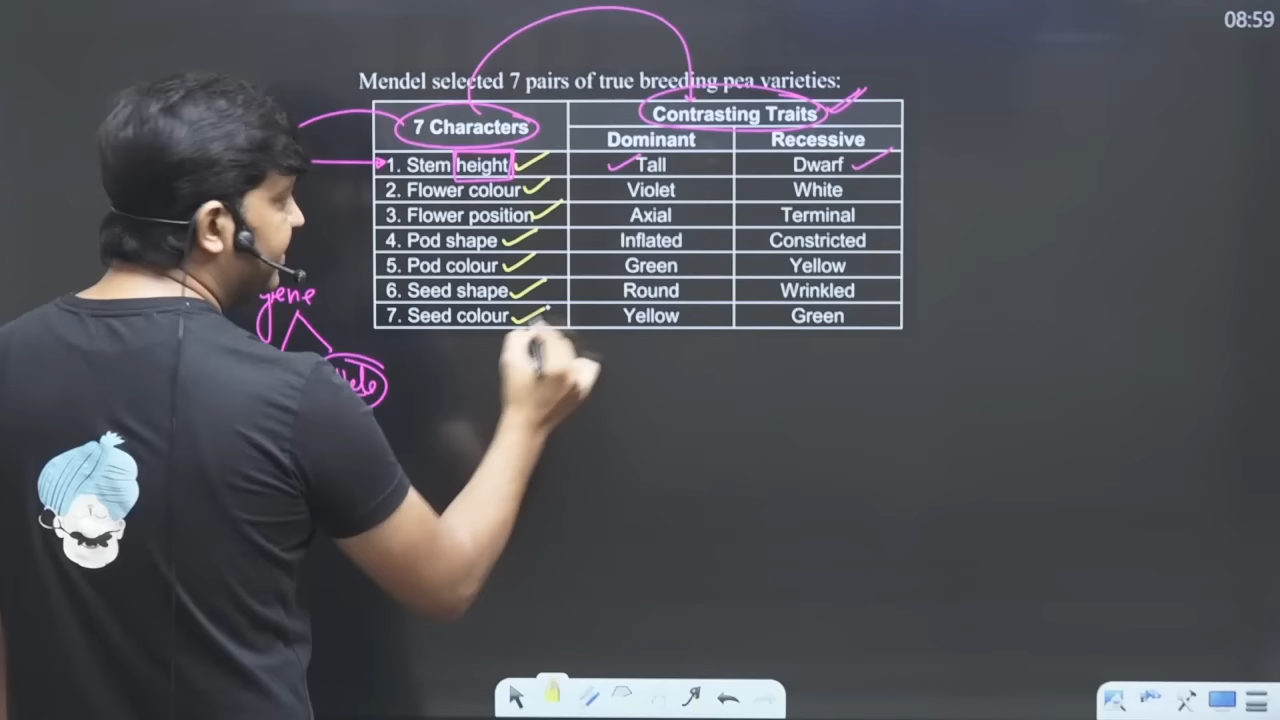 08:59
Mendel selected 7 pairs of true breeding pea varieties:
7 Characters Contrasting Traits
Dominant Recessive
1. Stem height Tall Dwarf
2. Flower colour Violet White
3. Flower position Axial Terminal
4. Pod shape Inflated Constricted
5. Pod colour Green Yellow
6. Seed shape Round Wrinkled
7. Seed colour Yellow Green
gene